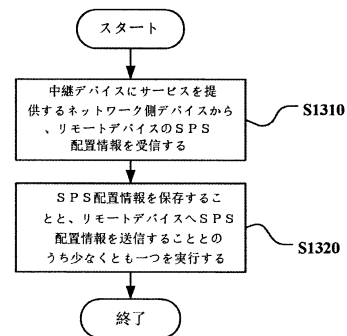 スタート
中継デバイスにサービスを提
供するネットワーク側デバイスから
、リモートデバイスのＳＰＳ
配置情報を受信する
S1310
ＳＰＳ配置情報を保存するこ
とと、リモートデバイスへＳＰＳ
配置情報を送信することとの
うち少なくとも一つを実行する
S1320
終了